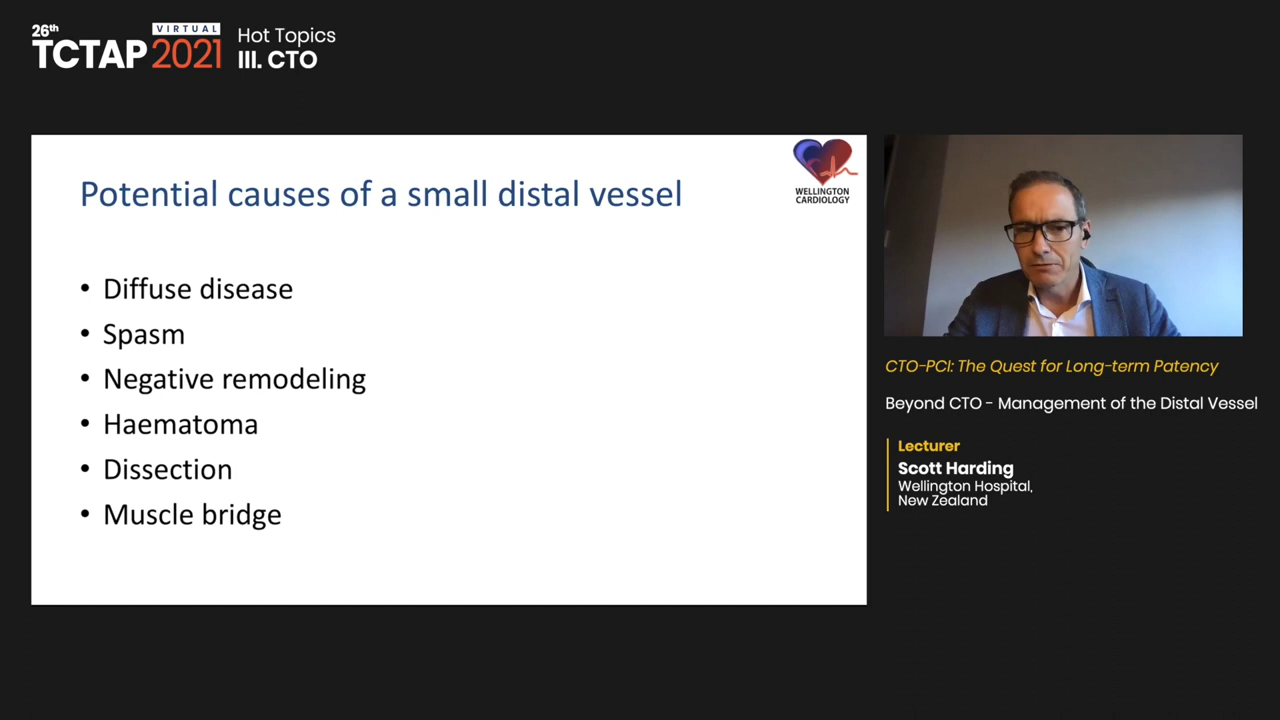 26th
VIRTUAL
TCTAP 2021
Hot Topics
III. CTO
Potential causes of a small distal vessel
WELLINGTON
CARDIOLOGY
• Diffuse disease
• Spasm
• Negative remodeling
• Haematoma
• Dissection
• Muscle bridge
CTO-PCI: The Quest for Long-term Patency
Beyond CTO - Management of the Distal Vessel
Lecturer
Scott Harding
Wellington Hospital,
New Zealand